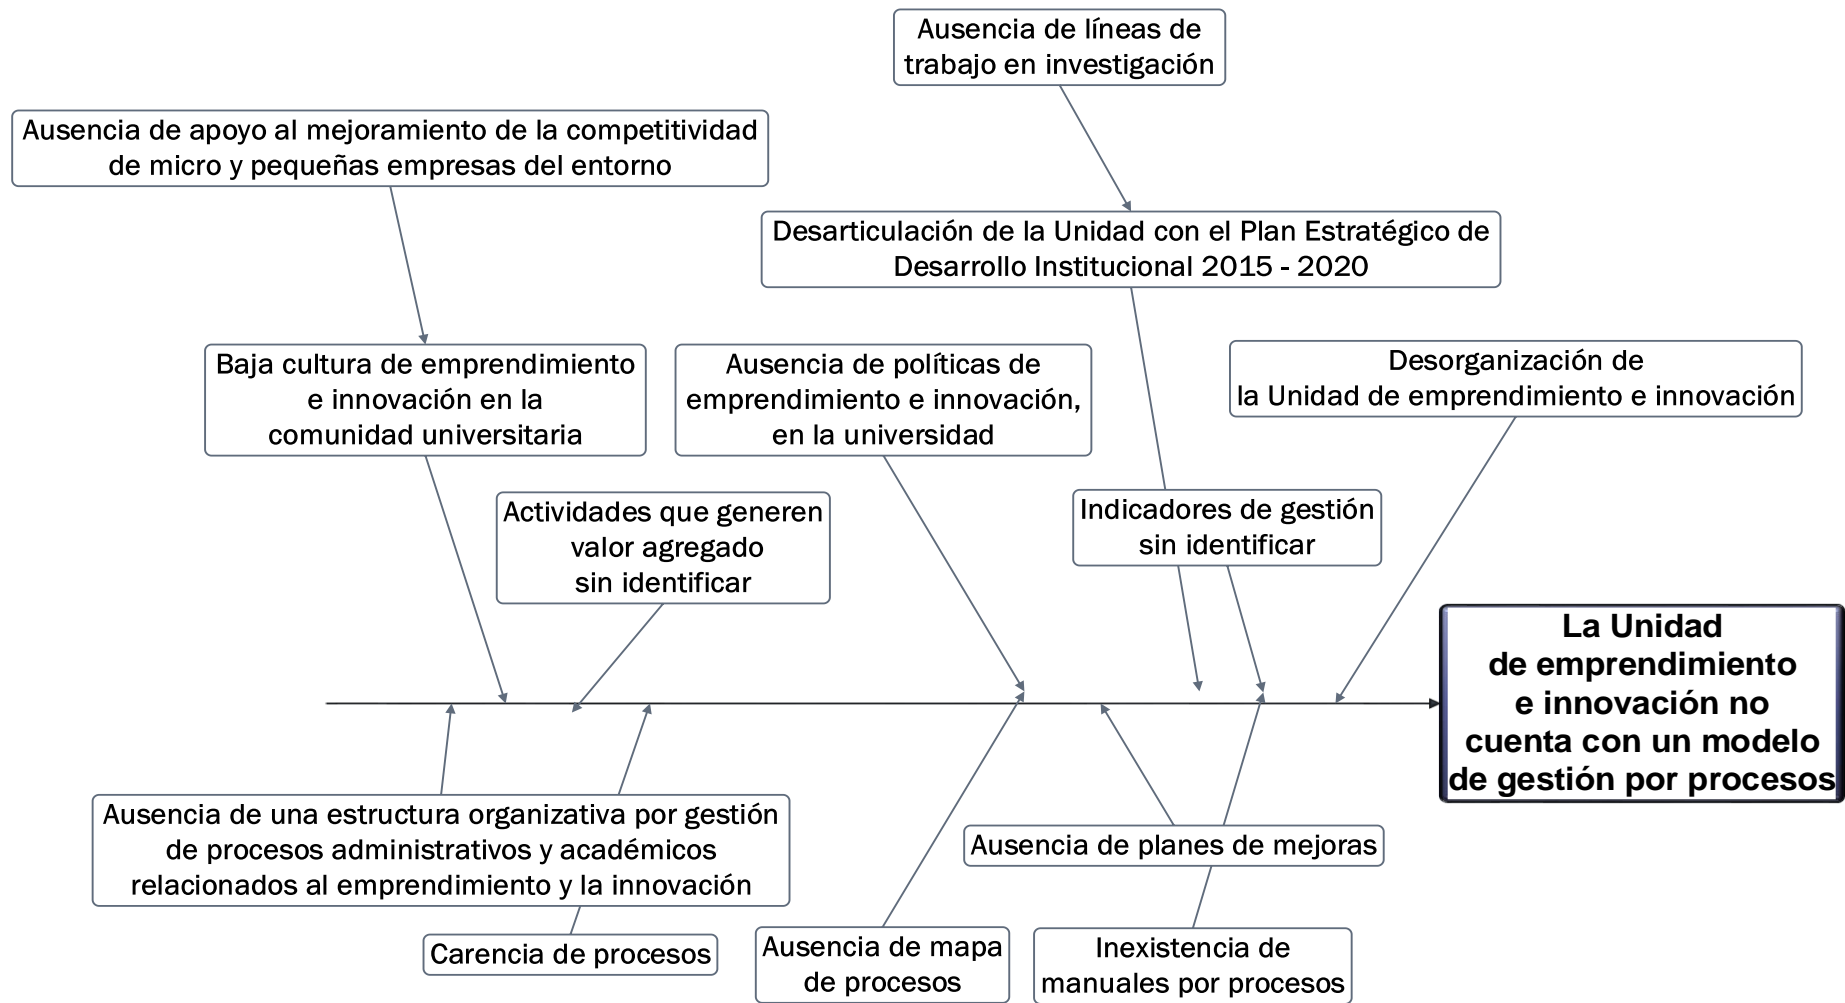 Ausencia de líneas de
trabajo en investigación
Ausencia de apoyo al mejoramiento de la competitividad
de micro y pequeñas empresas del entorno
Desarticulación de la Unidad con el Plan Estratégico de
Desarrollo Institucional 2015 - 2020
Baja cultura de emprendimiento
e innovación en la
comunidad universitaria
Ausencia de políticas de
emprendimiento e innovación,
en la universidad
Desorganización de
la Unidad de emprendimiento e innovación
Actividades que generen
valor agregado
sin identificar
Indicadores de gestión
sin identificar
La Unidad
de emprendimiento
e innovación no
cuenta con un modelo
de gestión por procesos
Ausencia de una estructura organizativa por gestión
de procesos administrativos y académicos
relacionados al emprendimiento y la innovación
Ausencia de planes de mejoras
Carencia de procesos
Ausencia de mapa
de procesos
Inexistencia de
manuales por procesos